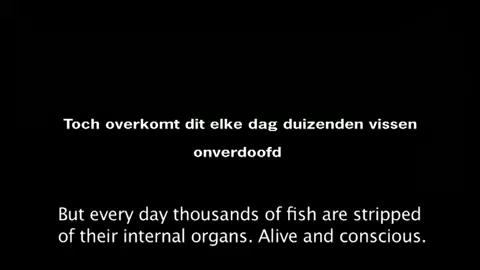 Toch overkomt dit elke dag duizenden vissen
onverdoofd
But every day thousands of fish are stripped
of their internal organs. Alive and conscious.